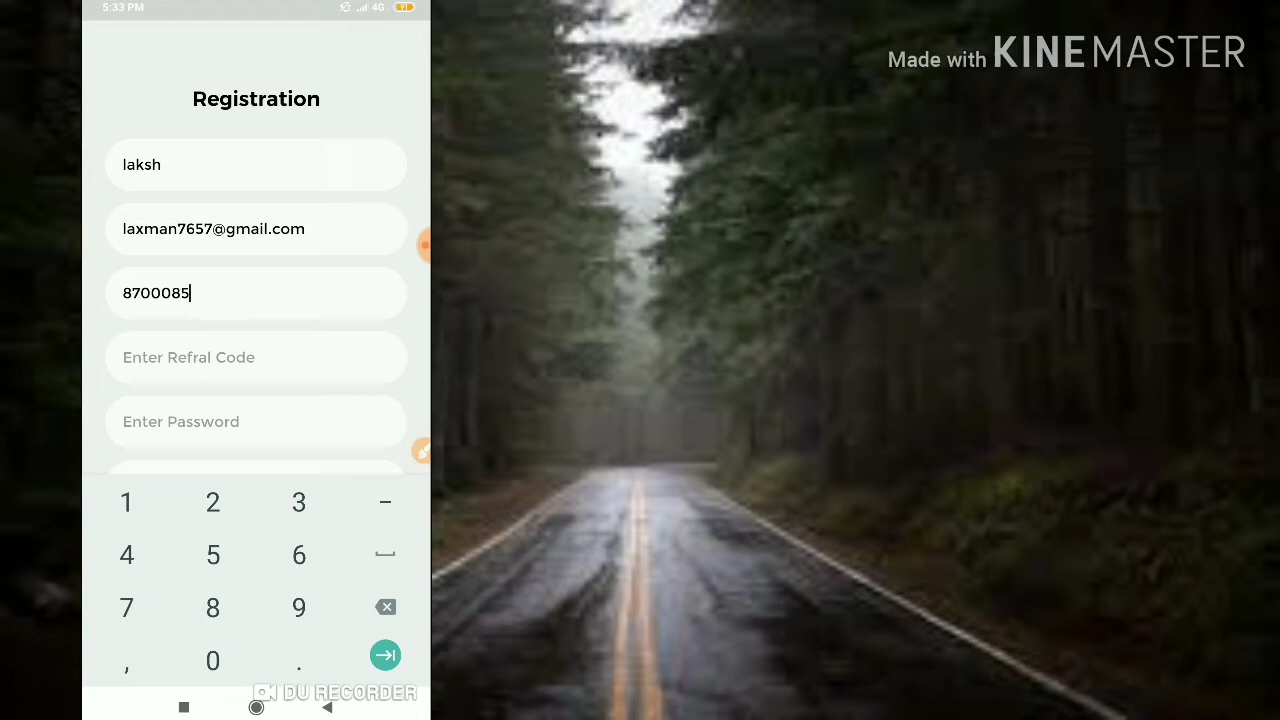 5:33 PM 4G 91
Made with KINEMASTER
Registration
laksh
laxman7657@gmail.com
8700085
Enter Refral Code
Enter Password
1 2 3 -
4 5 6
7 8 9
, 0 .
DU RECORDER